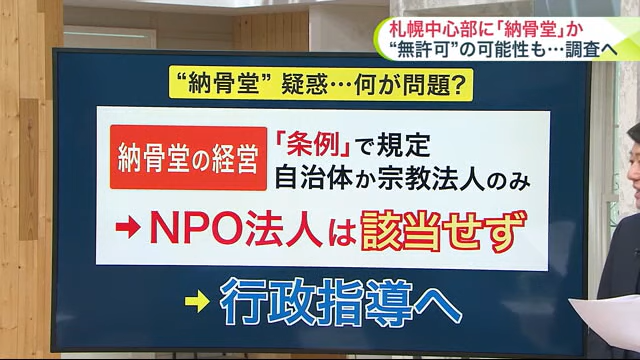 札幌中心部に「納骨堂」か
“無許可”の可能性も…調査へ
“納骨堂”疑惑…何が問題?
納骨堂の経営
「条例」で規定
自治体か宗教法人のみ
➡NPO法人は該当せず
➡行政指導へ